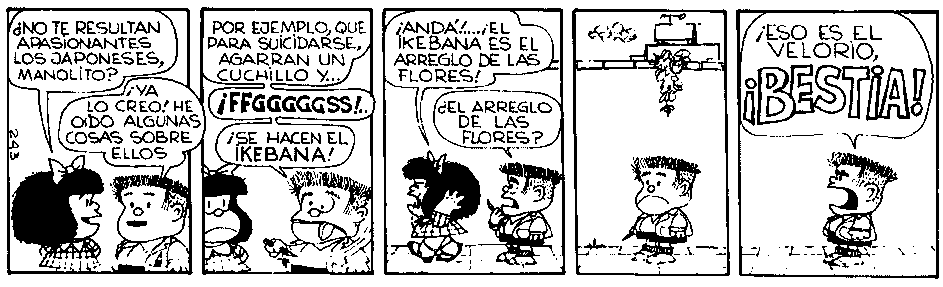 ¿NO TE RESULTAN
APASIONANTES
LOS JAPONESES,
MANOLITO?
¡YA
LO CREO! HE
OÍDO ALGUNAS
COSAS SOBRE
ELLOS
243
POR EJEMPLO, QUE
PARA SUICIDARSE,
AGARRAN UN
CUCHILLO Y...
¡FFGGGGGSS!..
¡SE HACEN EL
IKEBANA!
¡ANDÁ!....¡EL
IKEBANA ES EL
ARREGLO DE LAS
FLORES!
¿EL ARREGLO
DE LAS
FLORES?
¡ESO ES EL
VELORIO,
¡BESTIA!